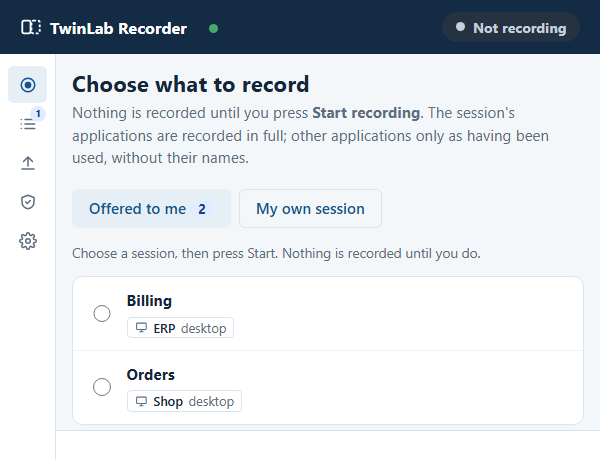 TwinLab Recorder
Not recording
1
Choose what to record
Nothing is recorded until you press Start recording. The session's
applications are recorded in full; other applications only as having been
used, without their names.
Offered to me 2
My own session
Choose a session, then press Start. Nothing is recorded until you do.
Billing
ERP desktop
Orders
Shop desktop